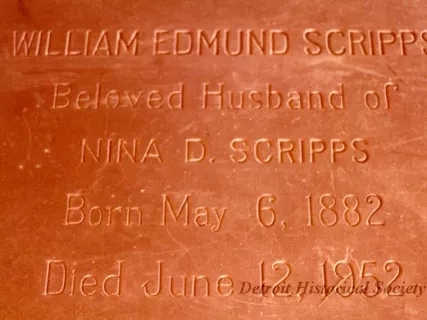 WILLIAM EDMUND SCRIPPS
Beloved Husband of
NINA D. SCRIPPS
Born May 6, 1882
Died June 12, 1952
Detroit Historical Society